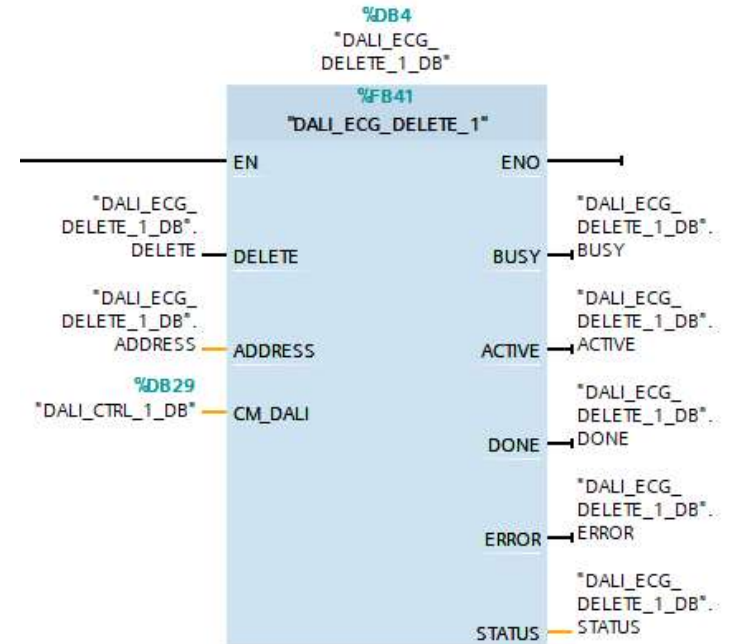 %DB4
"DALI_ECG_
DELETE_1_DB"
%FB41
"DALI_ECG_DELETE_1"
EN
ENO
"DALI_ECG_
DELETE_1_DB".
DELETE
DELETE
BUSY
"DALI_ECG_
DELETE_1_DB".
BUSY
"DALI_ECG_
DELETE_1_DB".
ADDRESS
ADDRESS
ACTIVE
"DALI_ECG_
DELETE_1_DB".
ACTIVE
%DB29
"DALI_CTRL_1_DB"
CM_DALI
DONE
"DALI_ECG_
DELETE_1_DB".
DONE
ERROR
"DALI_ECG_
DELETE_1_DB".
ERROR
STATUS
"DALI_ECG_
DELETE_1_DB".
STATUS